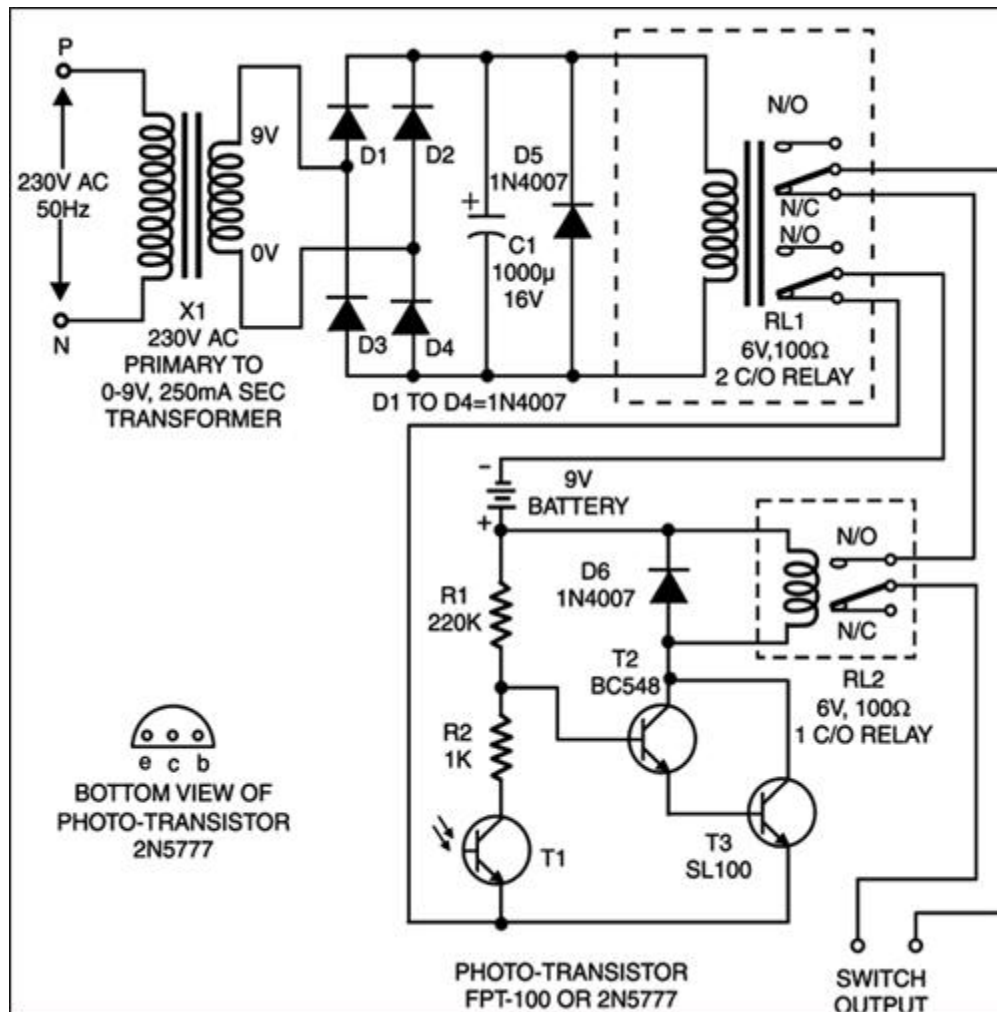 P
230V AC
50Hz
N
9V
0V
X1
230V AC
PRIMARY TO
0-9V, 250mA SEC
TRANSFORMER
D1
D2
D3
D4
D1 TO D4=1N4007
D5
1N4007
+
C1
1000µ
16V
N/O
N/C
N/O
RL1
6V,100Ω
2 C/O RELAY
-
9V
BATTERY
+
R1
220K
D6
1N4007
N/O
N/C
RL2
6V, 100Ω
1 C/O RELAY
T2
BC548
R2
1K
e c b
BOTTOM VIEW OF
PHOTO-TRANSISTOR
2N5777
T1
T3
SL100
PHOTO-TRANSISTOR
FPT-100 OR 2N5777
SWITCH
OUTPUT